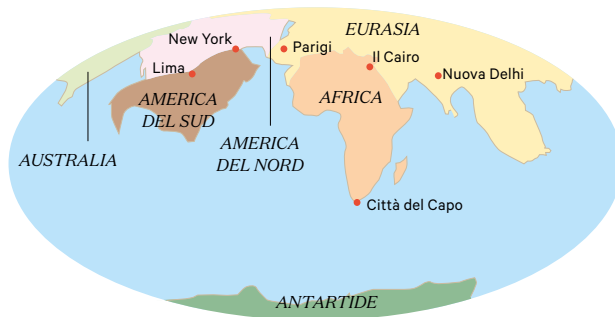 EURASIA
New York
Parigi
Il Cairo
Lima
Nuova Delhi
AMERICA
DEL SUD
AFRICA
AMERICA
DEL NORD
AUSTRALIA
Città del Capo
ANTARTIDE